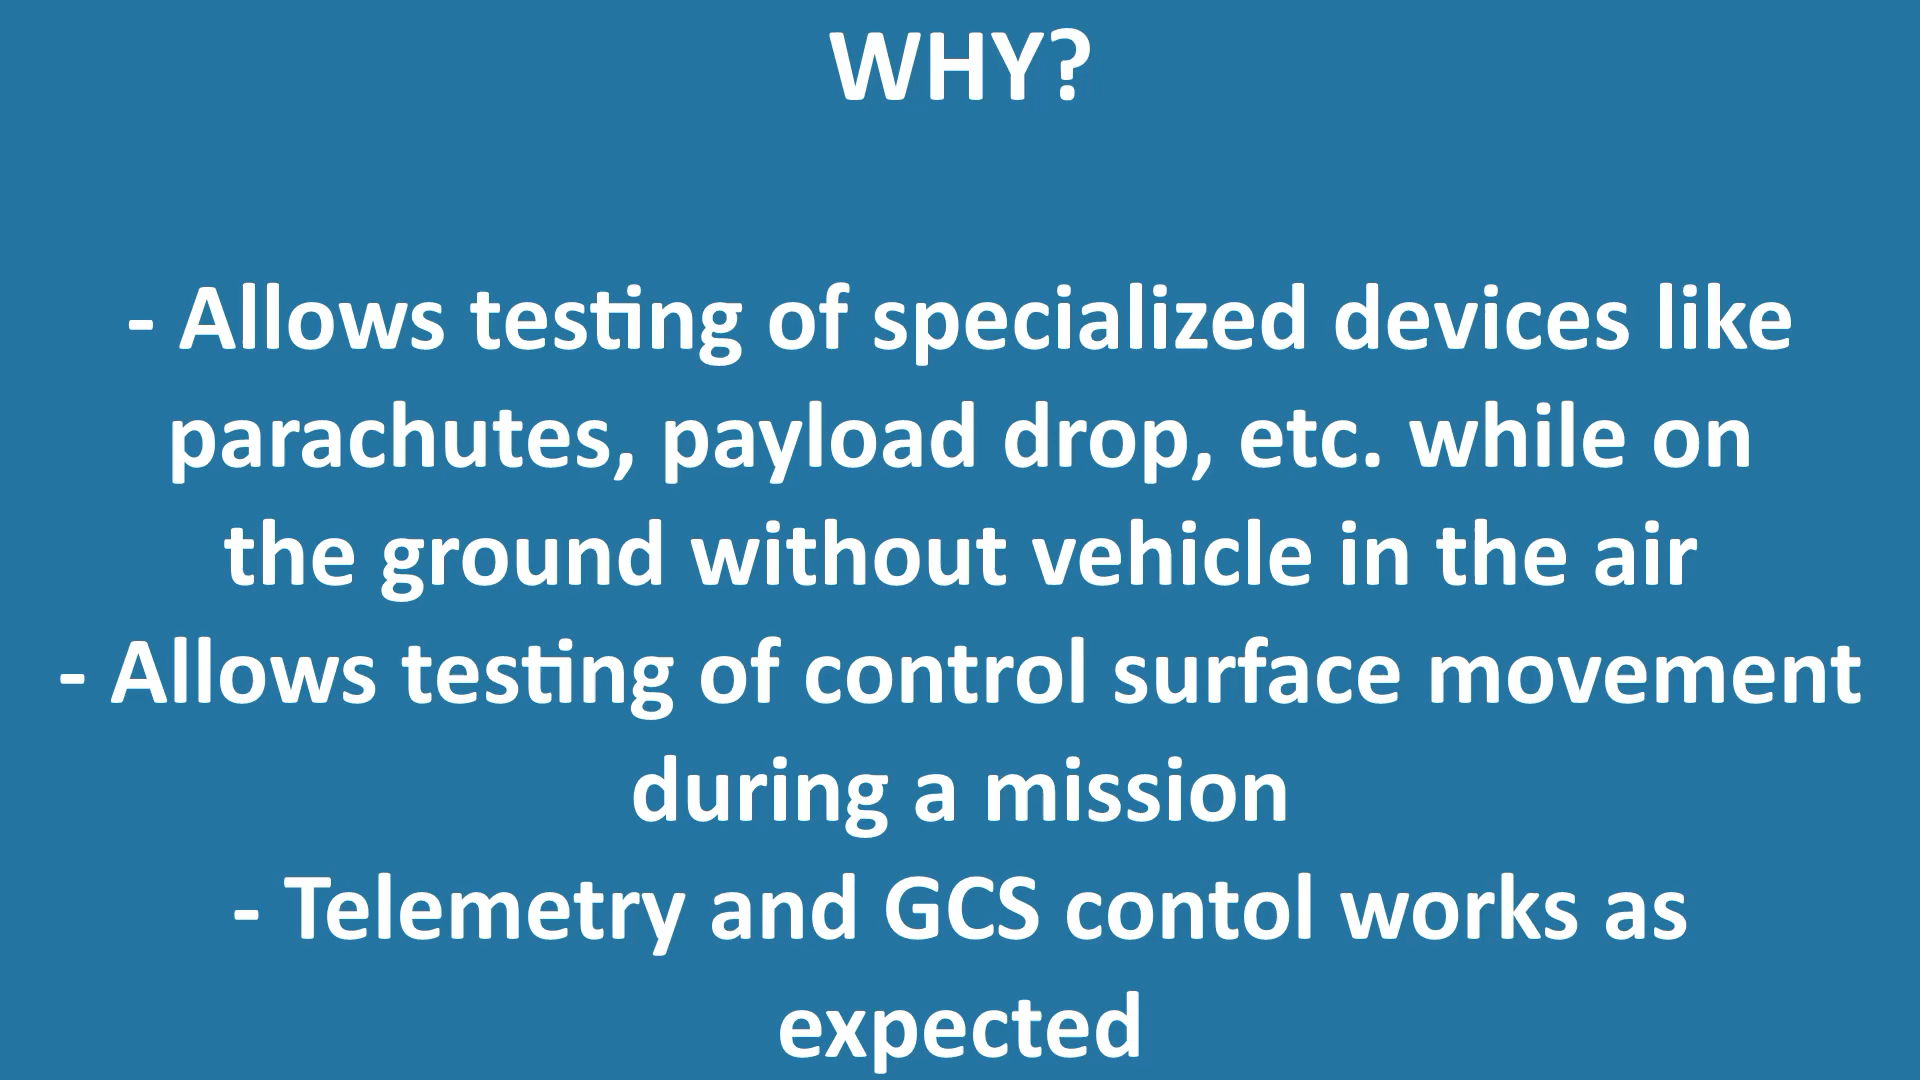 WHY?
- Allows testing of specialized devices like
parachutes, payload drop, etc. while on
the ground without vehicle in the air
- Allows testing of control surface movement
during a mission
- Telemetry and GCS contol works as
expected